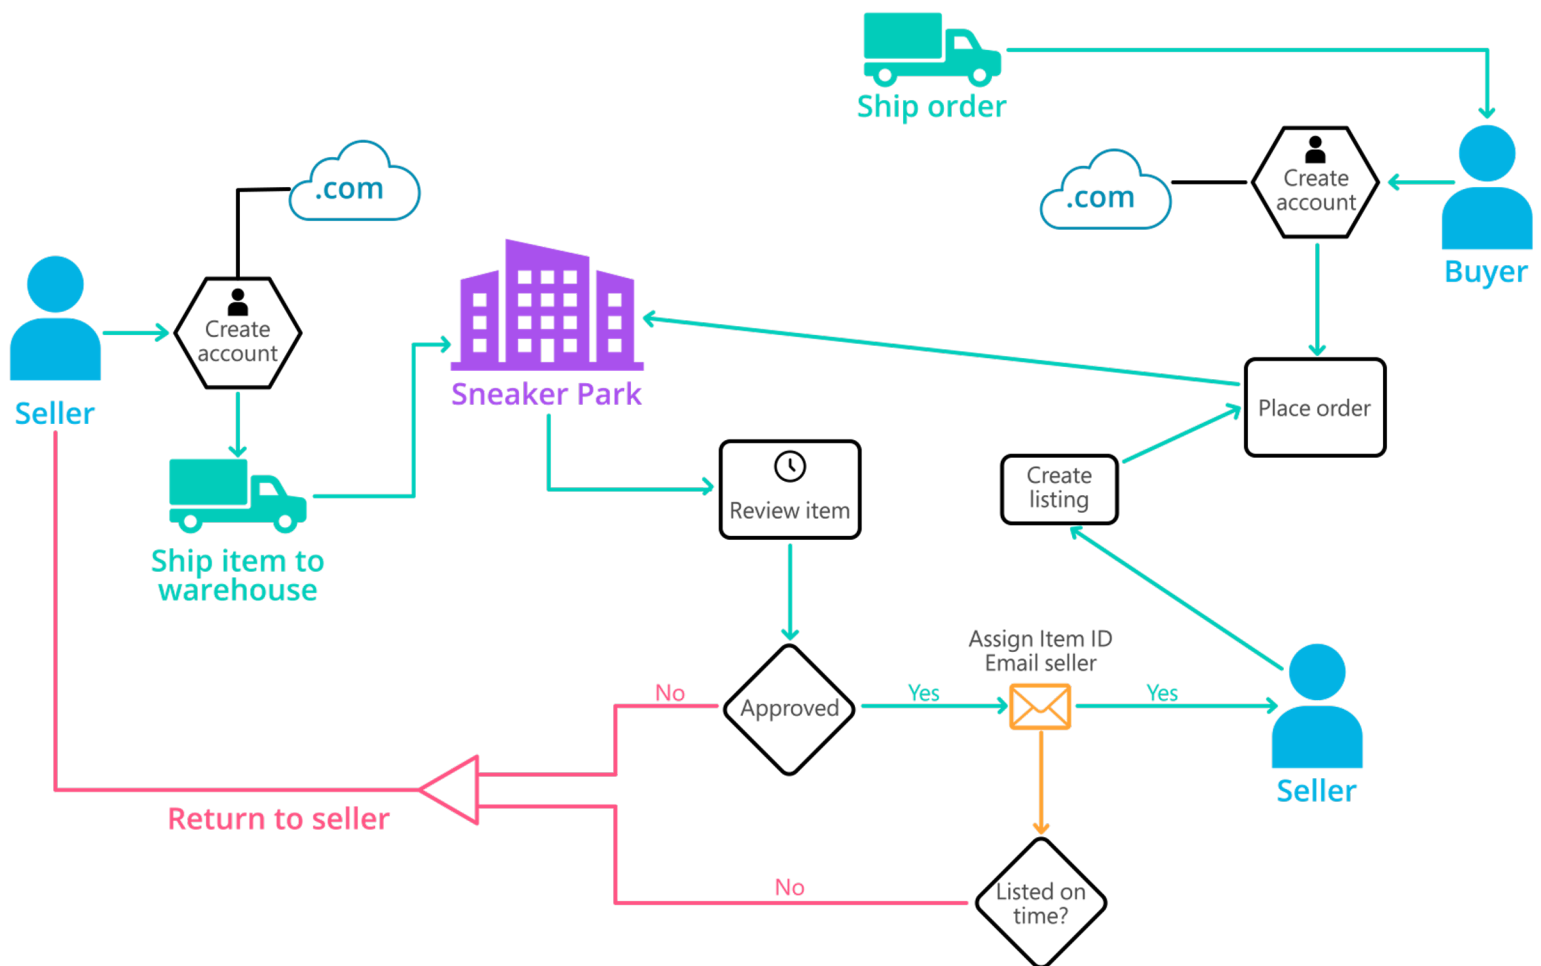 Ship order
.com
.com
Create
account
Buyer
Create
account
Seller
Sneaker Park
Place order
Create
listing
Review item
Ship item to
warehouse
Assign Item ID
Email seller
No
Approved
Yes
Yes
Seller
Return to seller
No
Listed on
time?